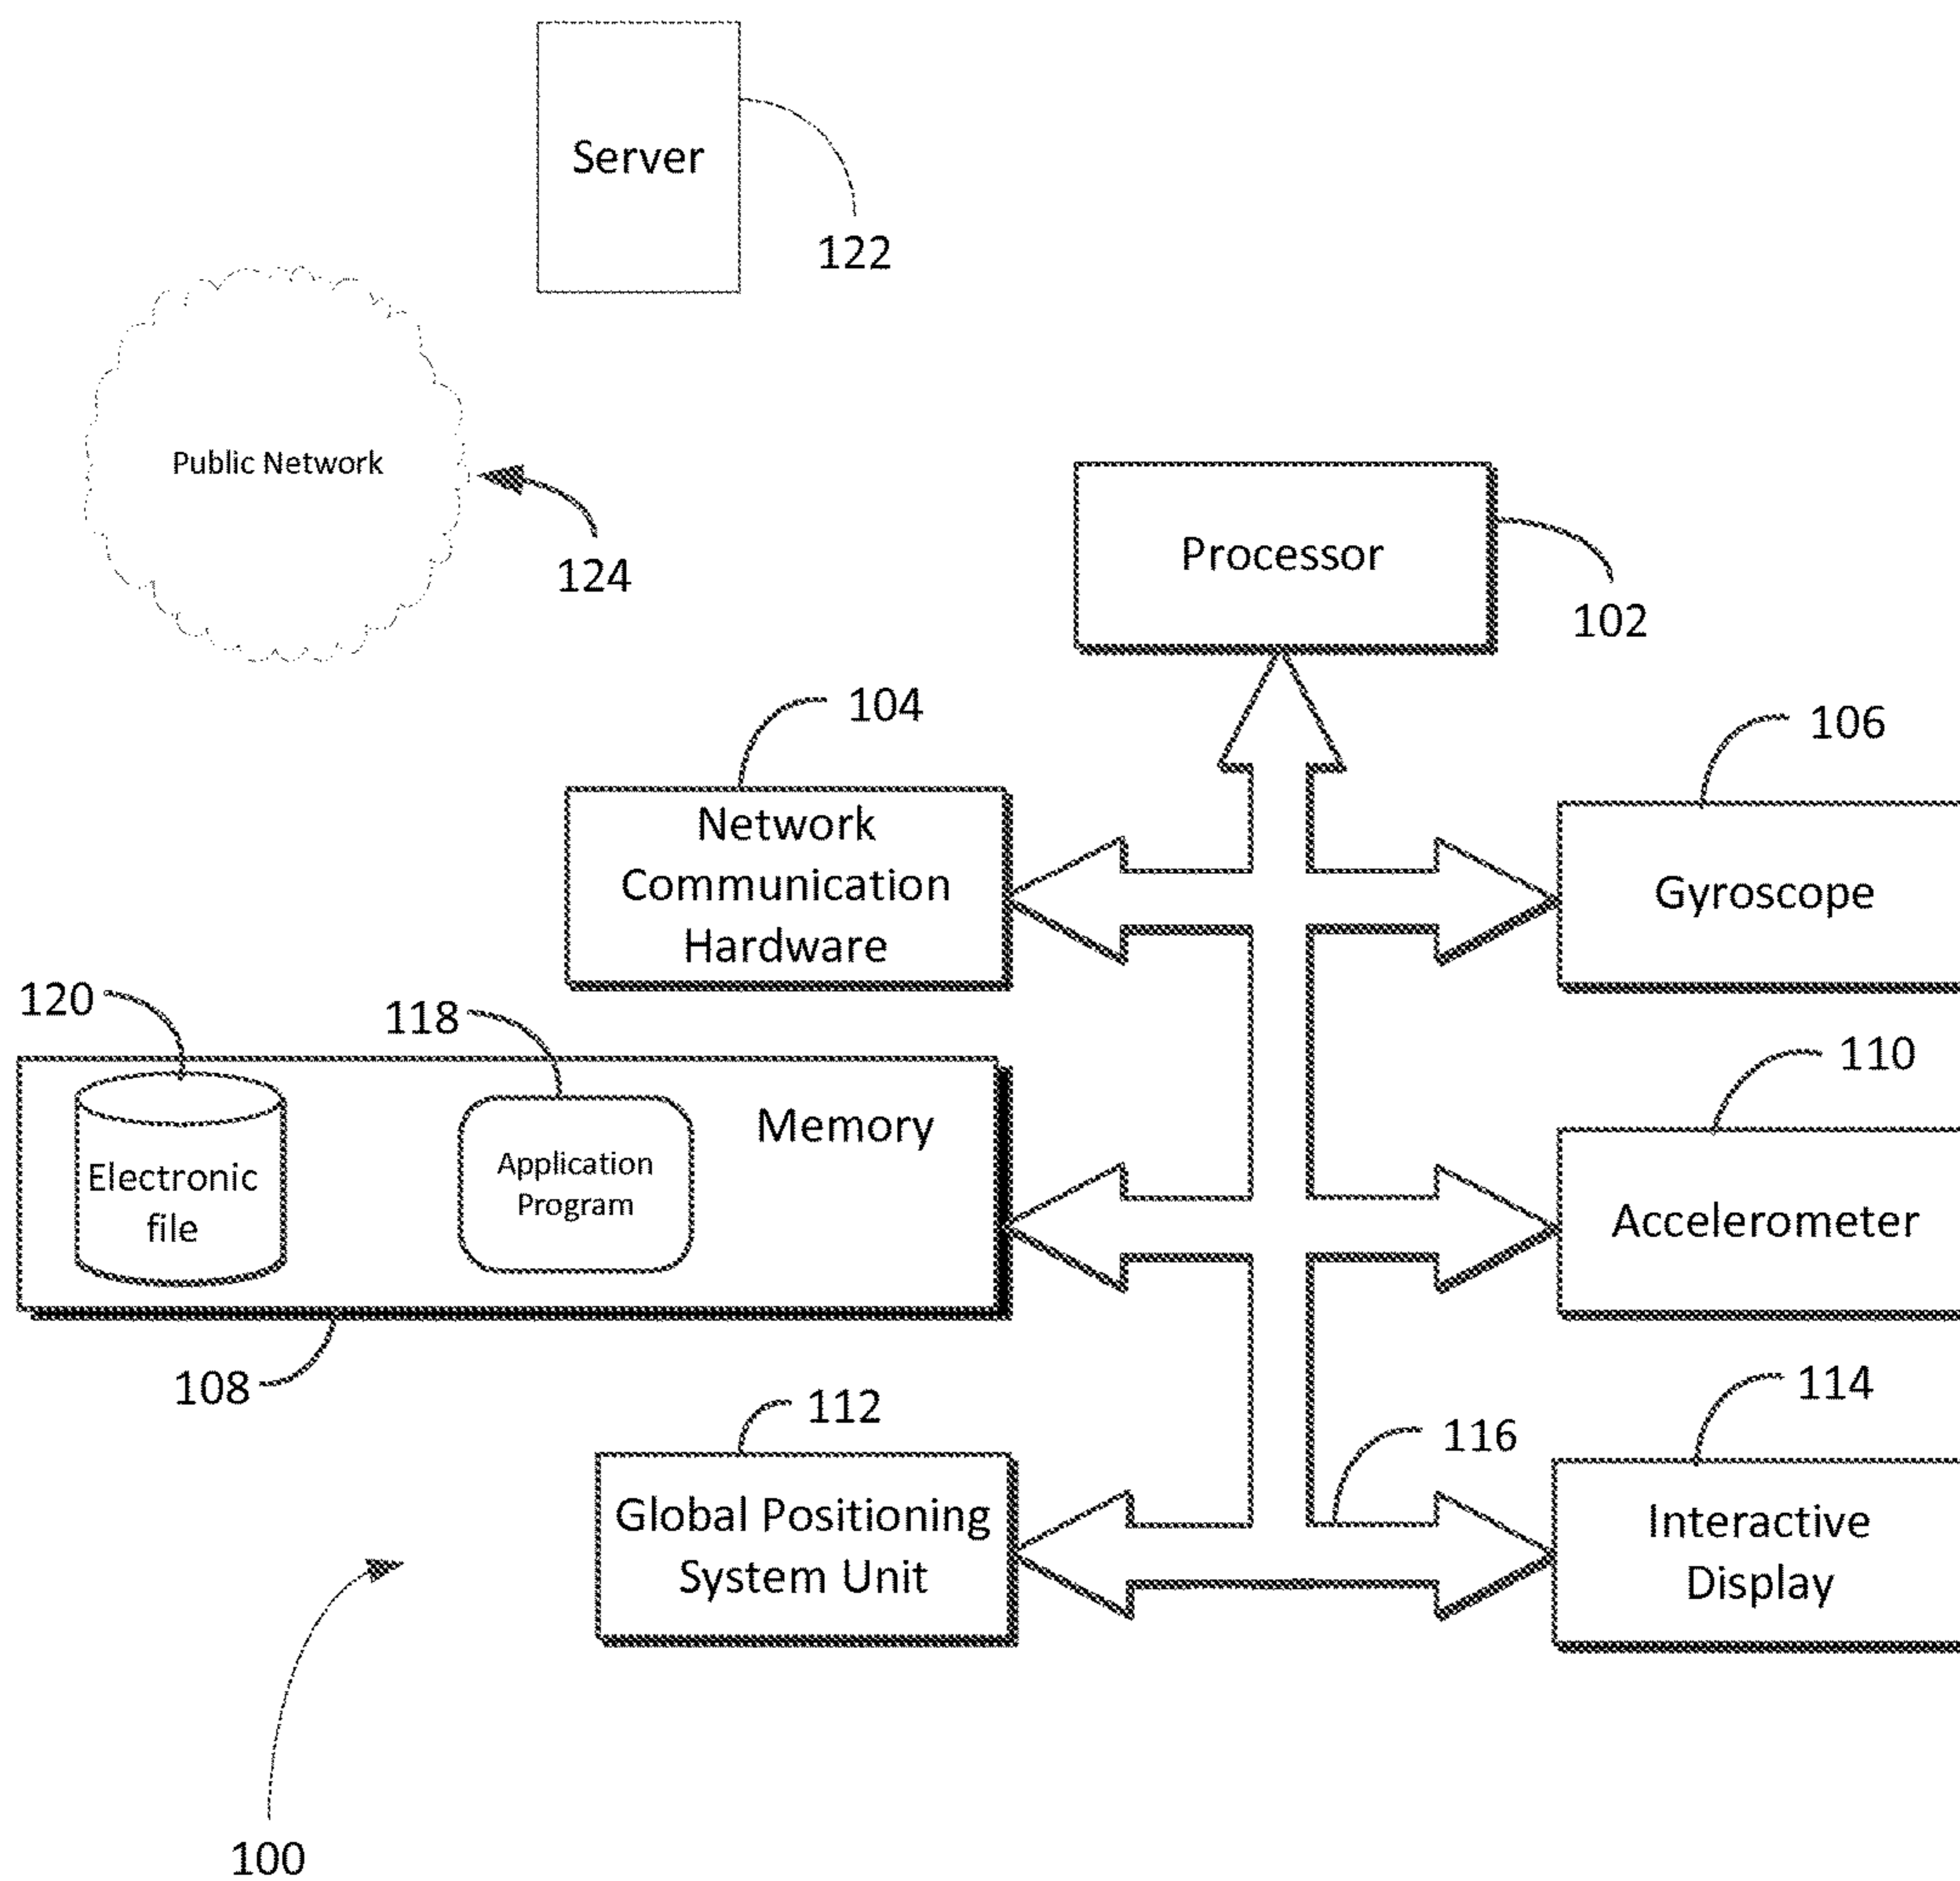 Server
122
Public Network
124
Processor
102
104
106
Network
Communication
Hardware
Gyroscope
120
118
110
Electronic
file
Application
Program
Memory
Accelerometer
108
112
116
114
Global Positioning
System Unit
Interactive
Display
100